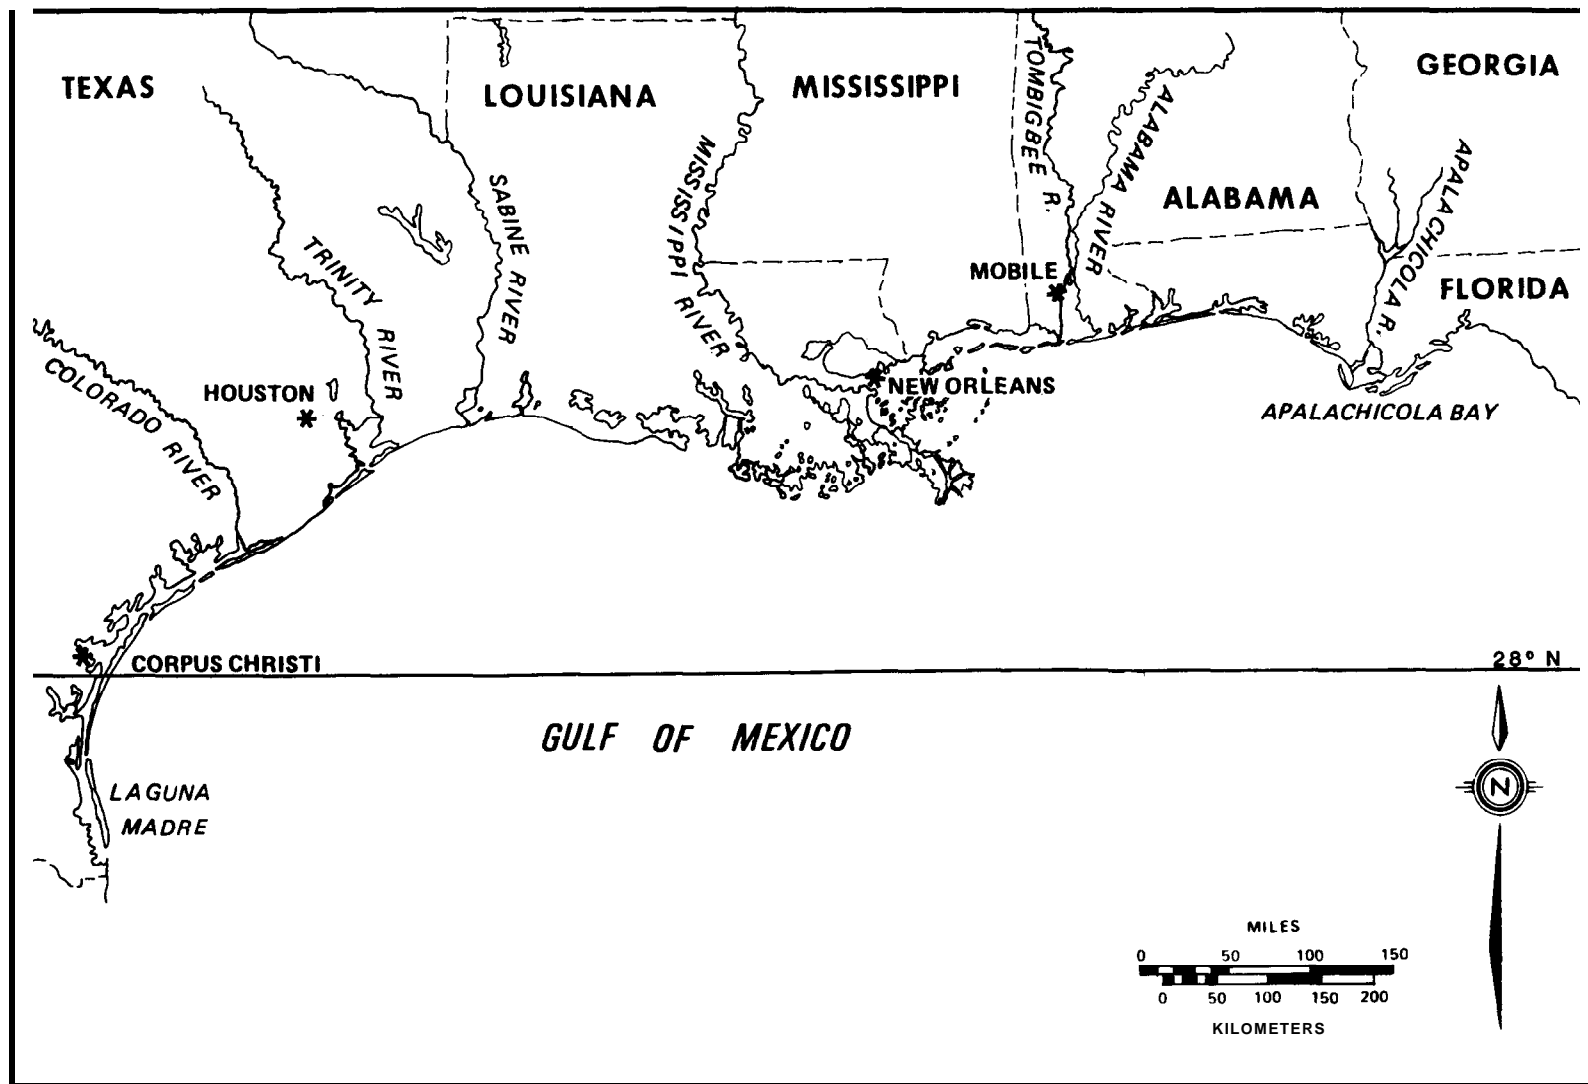 TEXAS
LOUISIANA
MISSISSIPPI
GEORGIA
TOMBIGBEE R.
ALABAMA RIVER
ALABAMA
APALACHICOLA R.
FLORIDA
MISSISSIPPI RIVER
SABINE RIVER
TRINITY RIVER
MOBILE
COLORADO RIVER
HOUSTON
NEW ORLEANS
APALACHICOLA BAY
CORPUS CHRISTI
28° N
GULF OF MEXICO
LAGUNA
MADRE
N
MILES
0 50 100 150
0 50 100 150 200
KILOMETERS